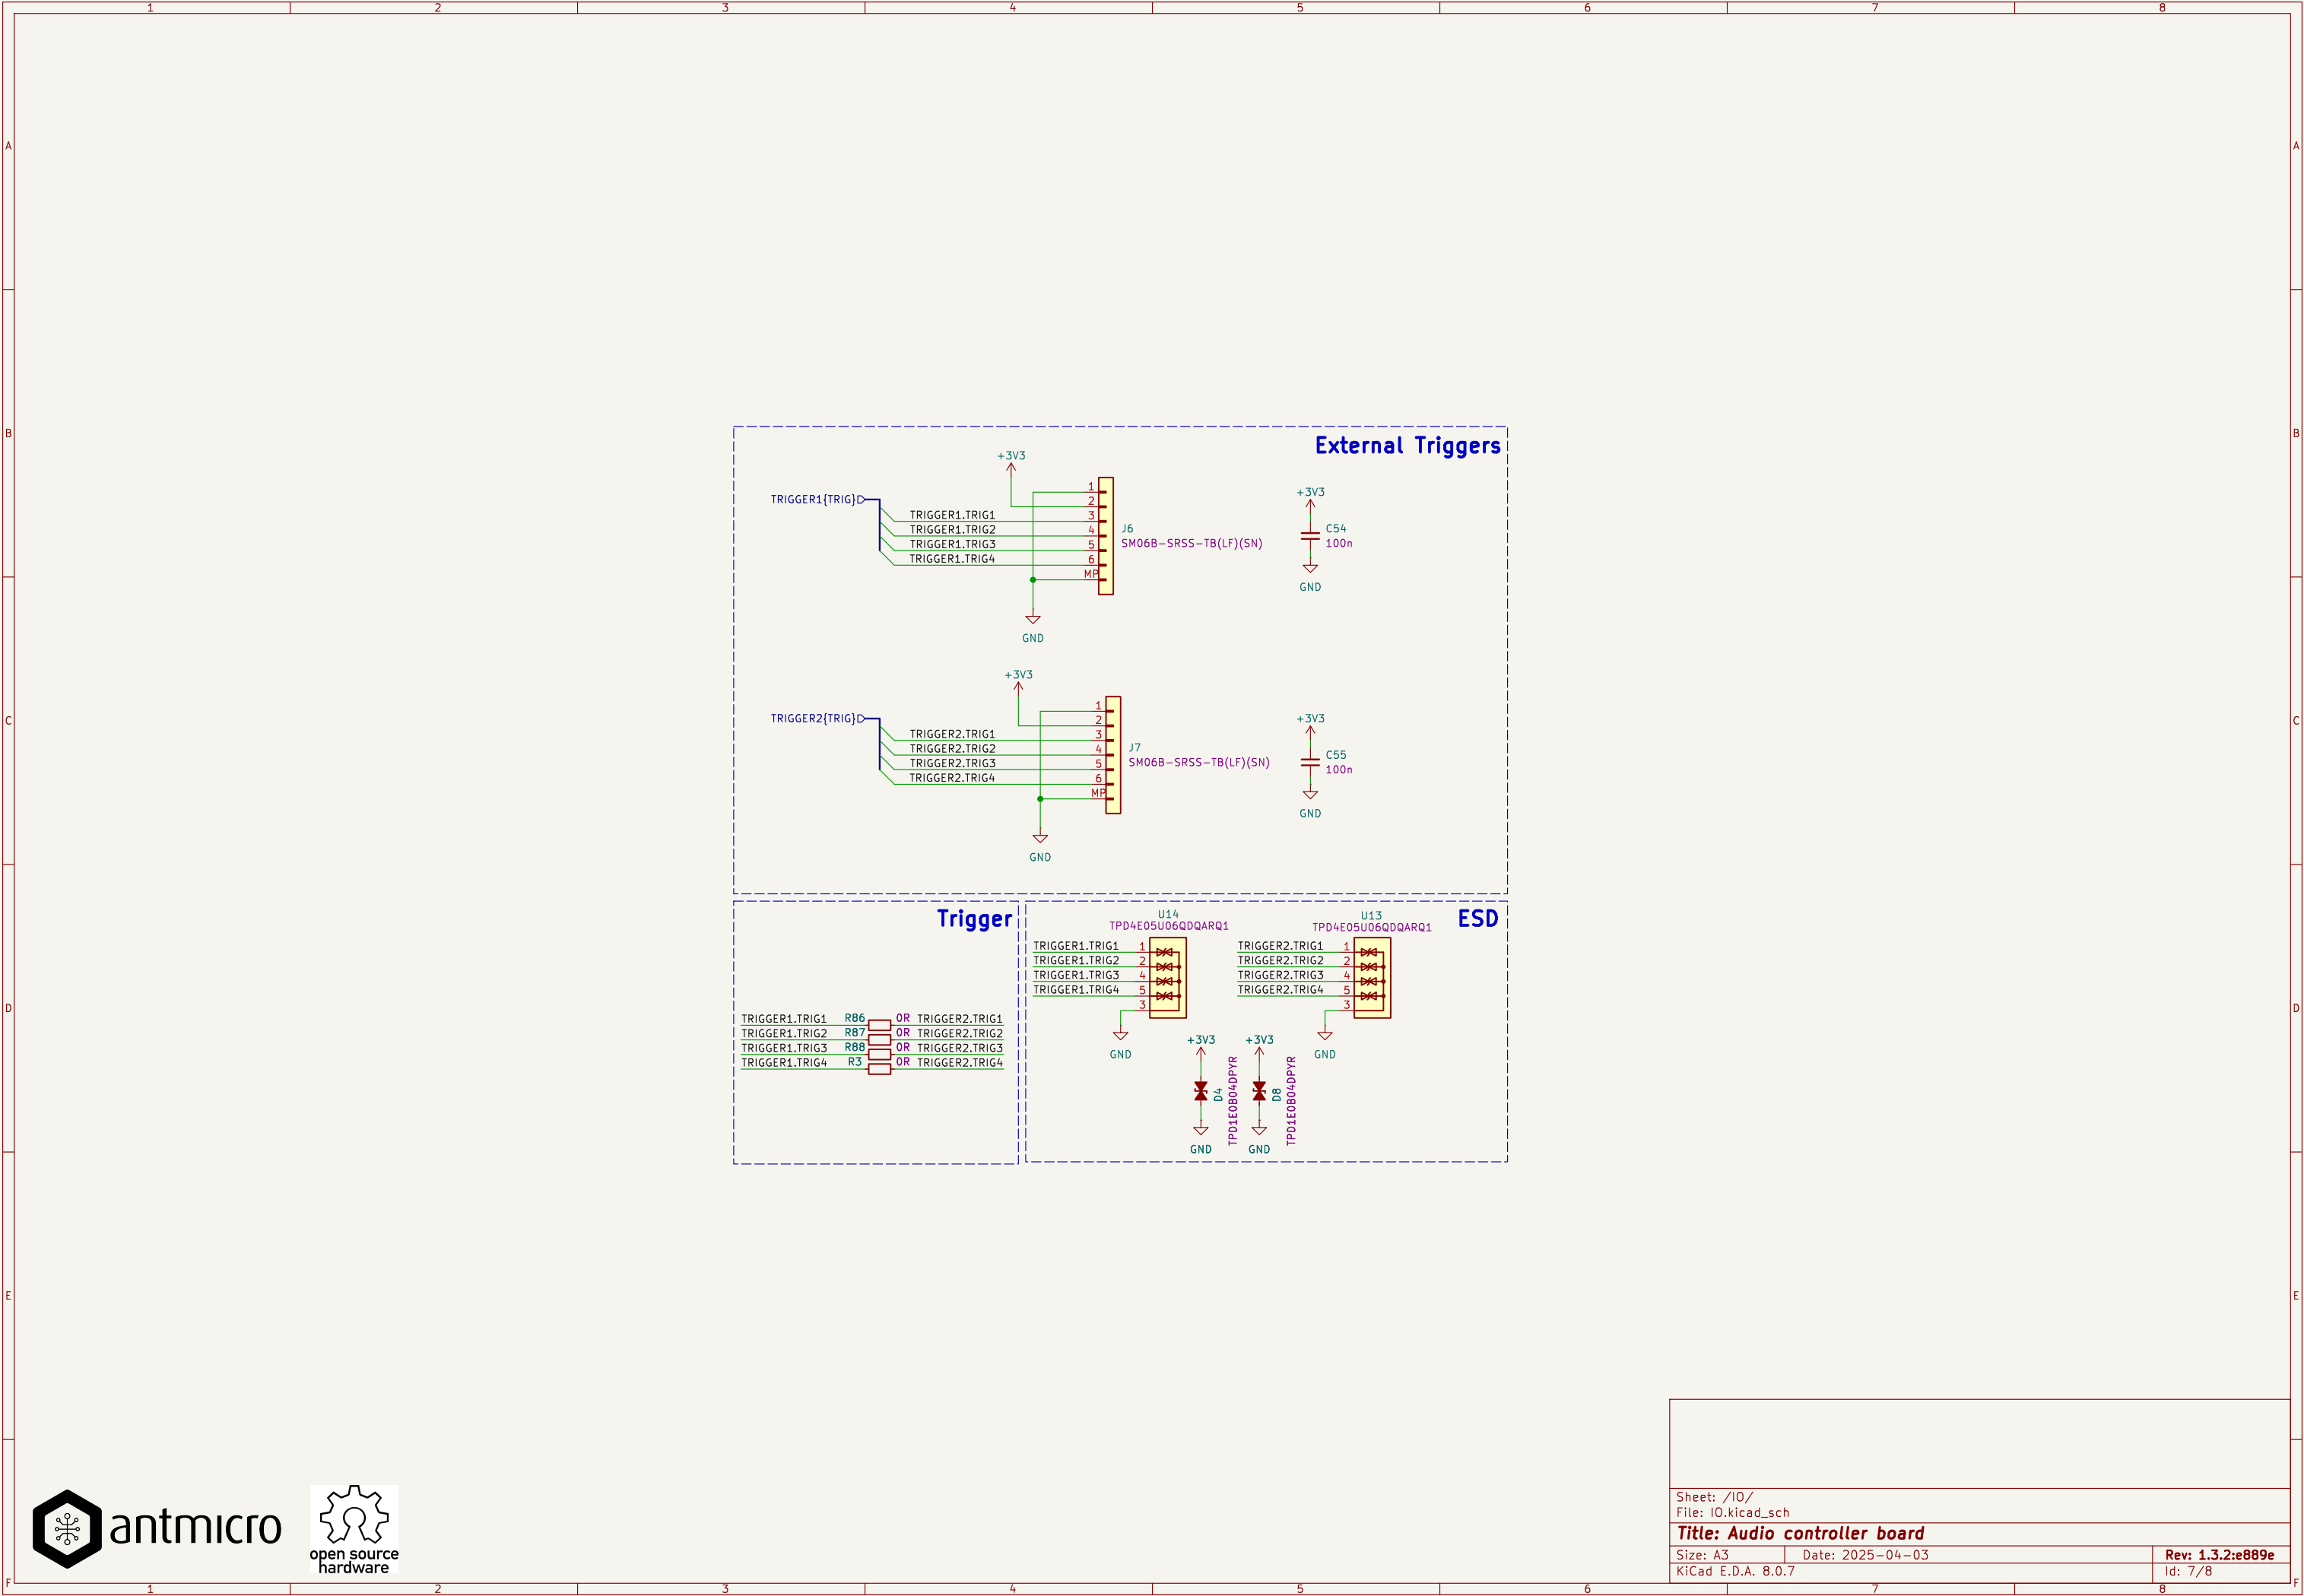 1 2 3 4 5 6 7 8
A A
B B
C C
D D
E E
F F
External Triggers
+3V3
TRIGGER1{TRIG}
TRIGGER1.TRIG1
TRIGGER1.TRIG2
TRIGGER1.TRIG3
TRIGGER1.TRIG4
1
2
3
4
5
6
MP
J6
SM06B-SRSS-TB(LF)(SN)
GND
+3V3
C54
100n
GND
+3V3
TRIGGER2{TRIG}
TRIGGER2.TRIG1
TRIGGER2.TRIG2
TRIGGER2.TRIG3
TRIGGER2.TRIG4
1
2
3
4
5
6
MP
J7
SM06B-SRSS-TB(LF)(SN)
GND
+3V3
C55
100n
GND
Trigger
TRIGGER1.TRIG1 R86 0R TRIGGER2.TRIG1
TRIGGER1.TRIG2 R87 0R TRIGGER2.TRIG2
TRIGGER1.TRIG3 R88 0R TRIGGER2.TRIG3
TRIGGER1.TRIG4 R3 0R TRIGGER2.TRIG4
ESD
U14
TPD4E05U06QDQARQ1
TRIGGER1.TRIG1 1
TRIGGER1.TRIG2 2
TRIGGER1.TRIG3 4
TRIGGER1.TRIG4 5
3
GND
U13
TPD4E05U06QDQARQ1
TRIGGER2.TRIG1 1
TRIGGER2.TRIG2 2
TRIGGER2.TRIG3 4
TRIGGER2.TRIG4 5
3
GND
+3V3
D4
TPD1E0B04DPYR
GND
+3V3
D8
TPD1E0B04DPYR
GND
antmicro
open source
hardware
Sheet: /IO/
File: IO.kicad_sch
Title: Audio controller board
Size: A3 Date: 2025-04-03 Rev: 1.3.2:e889e
KiCad E.D.A. 8.0.7 Id: 7/8
1 2 3 4 5 6 7 8